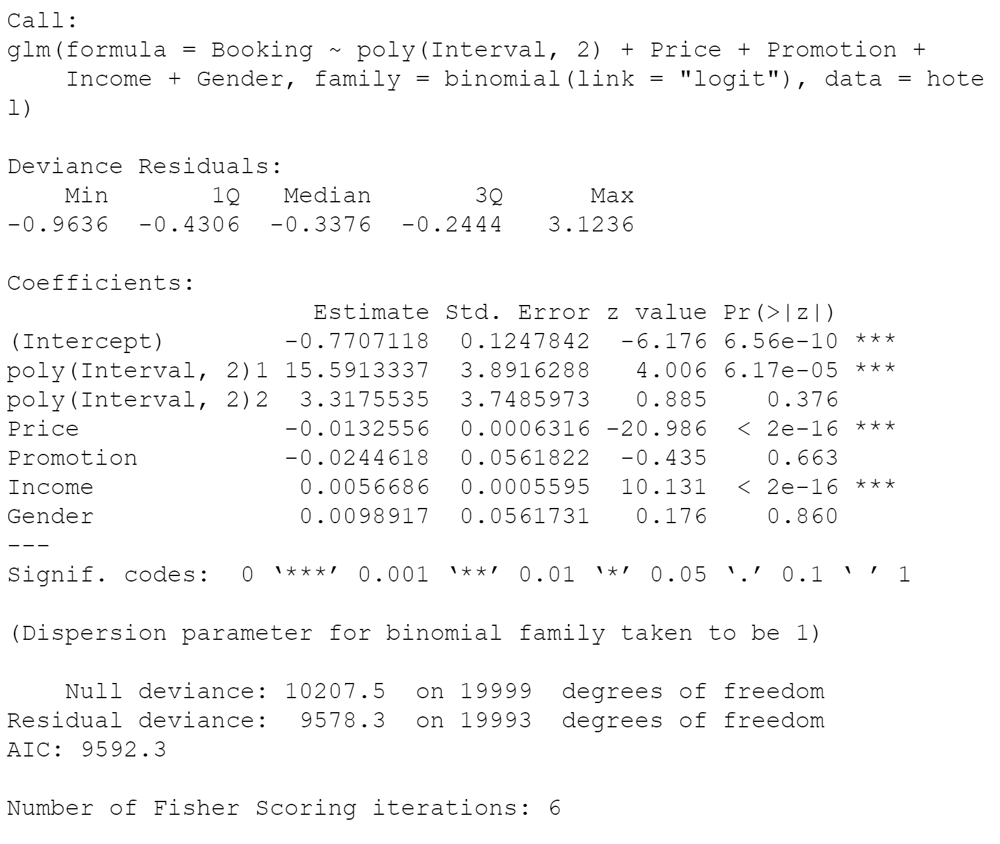 Call:
glm(formula = Booking ~ poly(Interval, 2) + Price + Promotion +
    Income + Gender, family = binomial(link = "logit"), data = hote
l)

Deviance Residuals:
    Min       1Q   Median       3Q      Max
-0.9636  -0.4306  -0.3376  -0.2444   3.1236

Coefficients:
                     Estimate Std. Error z value Pr(>|z|)
(Intercept)        -0.7707118  0.1247842  -6.176 6.56e-10 ***
poly(Interval, 2)1 15.5913337  3.8916288   4.006 6.17e-05 ***
poly(Interval, 2)2  3.3175535  3.7485973   0.885    0.376
Price              -0.0132556  0.0006316 -20.986  < 2e-16 ***
Promotion          -0.0244618  0.0561822  -0.435    0.663
Income              0.0056686  0.0005595  10.131  < 2e-16 ***
Gender              0.0098917  0.0561731   0.176    0.860
---
Signif. codes:  0 ‘***’ 0.001 ‘**’ 0.01 ‘*’ 0.05 ‘.’ 0.1 ‘ ’ 1

(Dispersion parameter for binomial family taken to be 1)

    Null deviance: 10207.5  on 19999  degrees of freedom
Residual deviance:  9578.3  on 19993  degrees of freedom
AIC: 9592.3

Number of Fisher Scoring iterations: 6